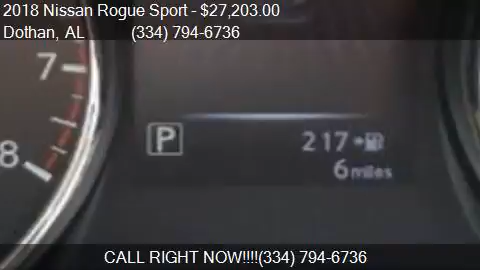 2018 Nissan Rogue Sport - $27,203.00
Dothan, AL (334) 794-6736
7
8
P
217
6 miles
CALL RIGHT NOW!!!!(334) 794-6736